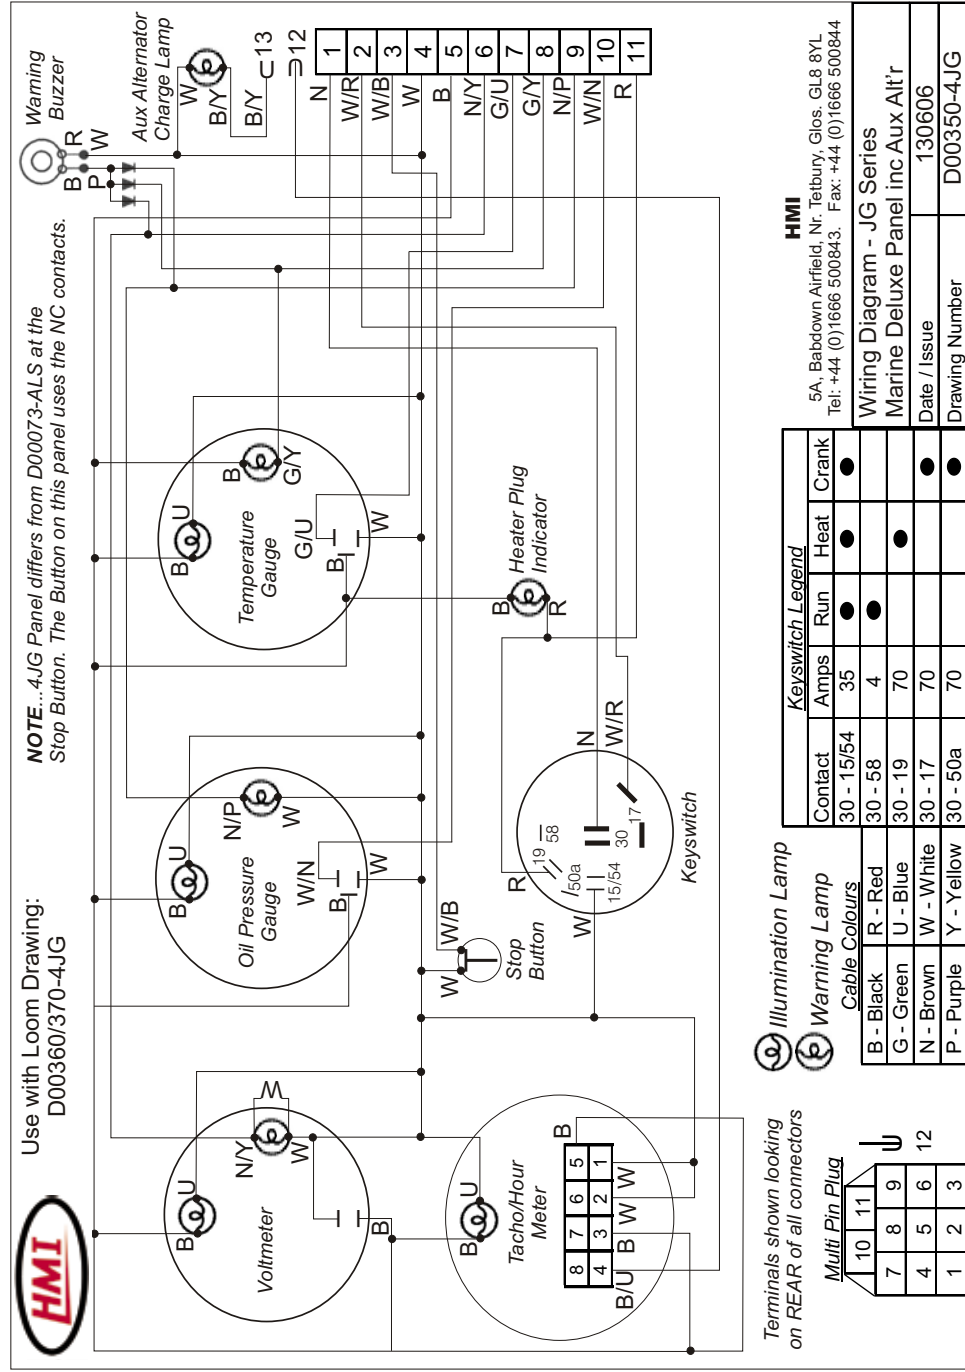 HMI
Use with Loom Drawing:
D00360/370-4JG
NOTE...4JG Panel differs from D00073-ALS at the
Stop Button. The Button on this panel uses the NC contacts.
Warning
Buzzer
B
R
P
W
Aux Alternator
Charge Lamp
W
B/Y
B/Y
13
12
1
2
3
4
5
6
7
8
9
10
11
N
W/R
W/B
W
B
N/Y
G/U
G/Y
N/P
W/N
R
Voltmeter
B
U
N/Y
W
W
B
Oil Pressure
Gauge
B
U
N/P
W
W/N
B
W
Temperature
Gauge
B
U
B
G/Y
G/U
B
W
Tacho/Hour
Meter
B
U
B
8 7 6 5
4 3 2 1
B/U
B
W
W
Stop
Button
W
W/B
Heater Plug
Indicator
B
R
Keyswitch
R
W
N
W/R
19
58
50a
15/54
30
17
Terminals shown looking
on REAR of all connectors
Multi Pin Plug
10 11
7 8 9
4 5 6
1 2 3
12
Illumination Lamp
Warning Lamp
Cable Colours
B - Black R - Red
G - Green U - Blue
N - Brown W - White
P - Purple Y - Yellow
Keyswitch Legend
Contact Amps Run Heat Crank
30 - 15/54 35
30 - 58 4
30 - 19 70
30 - 17 70
30 - 50a 70
HMI
5A, Babdown Airfield, Nr. Tetbury, Glos. GL8 8YL
Tel: +44 (0)1666 500843. Fax: +44 (0)1666 500844
Wiring Diagram - JG Series
Marine Deluxe Panel inc Aux Alt'r
Date / Issue 130606
Drawing Number D00350-4JG